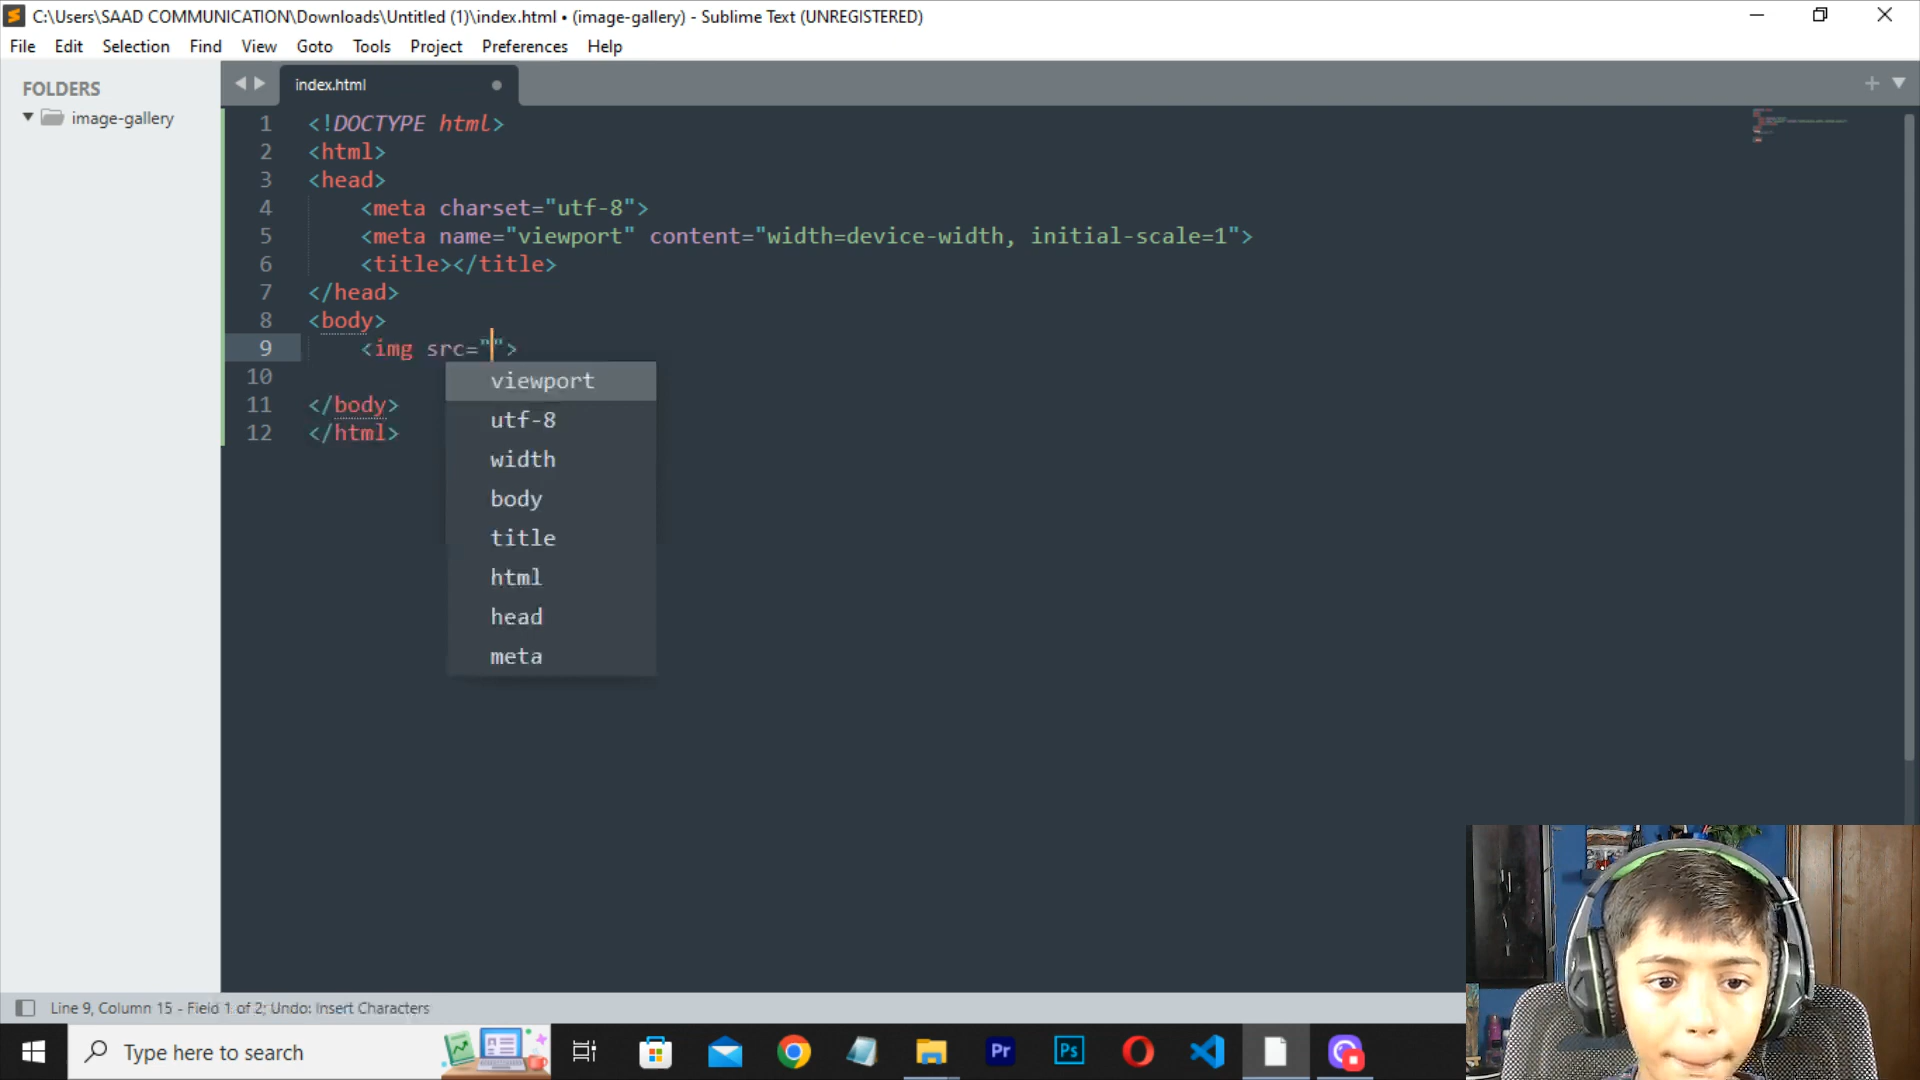 C:\Users\SAAD COMMUNICATION\Downloads\Untitled (1)\index.html • (image-gallery) - Sublime Text (UNREGISTERED)
File Edit Selection Find View Goto Tools Project Preferences Help
FOLDERS
image-gallery
index.html
1 <!DOCTYPE html>
2 <html>
3 <head>
4 <meta charset="utf-8">
5 <meta name="viewport" content="width=device-width, initial-scale=1">
6 <title></title>
7 </head>
8 <body>
9 <img src="">
10
11 </body>
12 </html>
viewport
utf-8
width
body
title
html
head
meta
Line 9, Column 15 - Field 1 of 2; Undo: Insert Characters
Type here to search
Pr
Ps